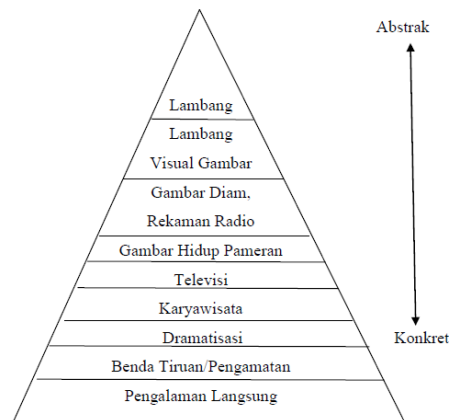 Abstrak
Lambang
Lambang
Visual Gambar
Gambar Diam,
Rekaman Radio
Gambar Hidup Pameran
Televisi
Karyawisata
Dramatisasi
Konkret
Benda Tiruan/Pengamatan
Pengalaman Langsung